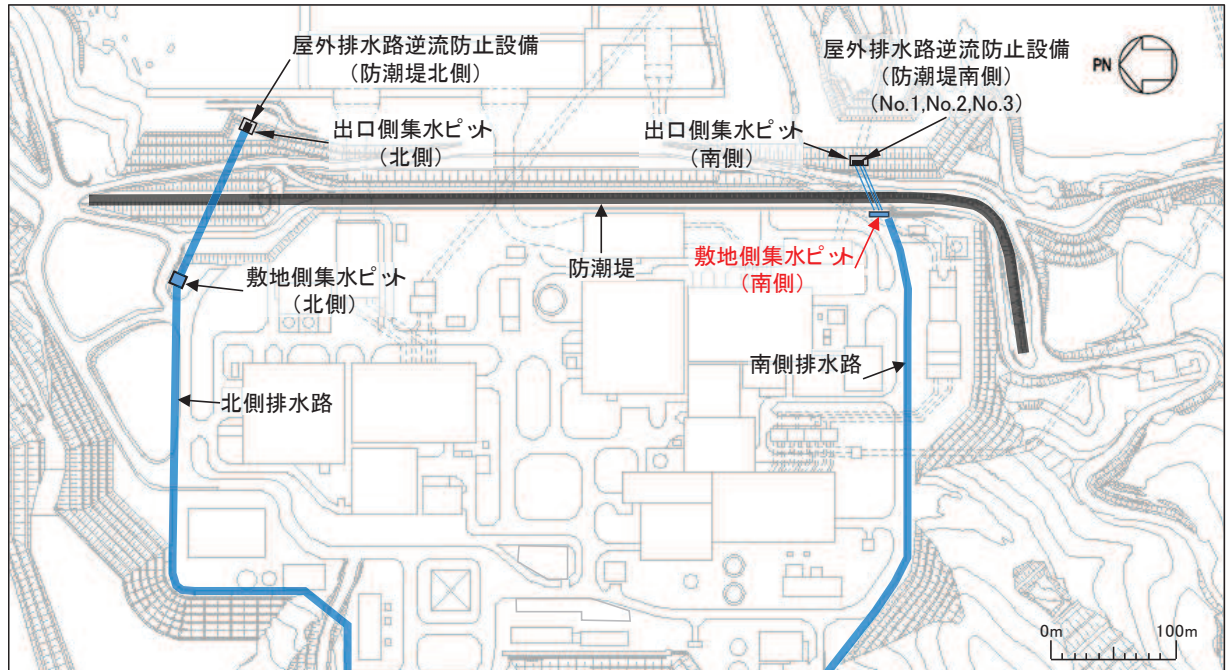 屋外排水路逆流防止設備
（防潮堤北側）
出口側集水ピット
（北側）
屋外排水路逆流防止設備
（防潮堤南側）
（No.1,No.2,No.3）
出口側集水ピット
（南側）
PN
敷地側集水ピット
（北側）
防潮堤
敷地側集水ピット
（南側）
北側排水路
南側排水路
0m 100m